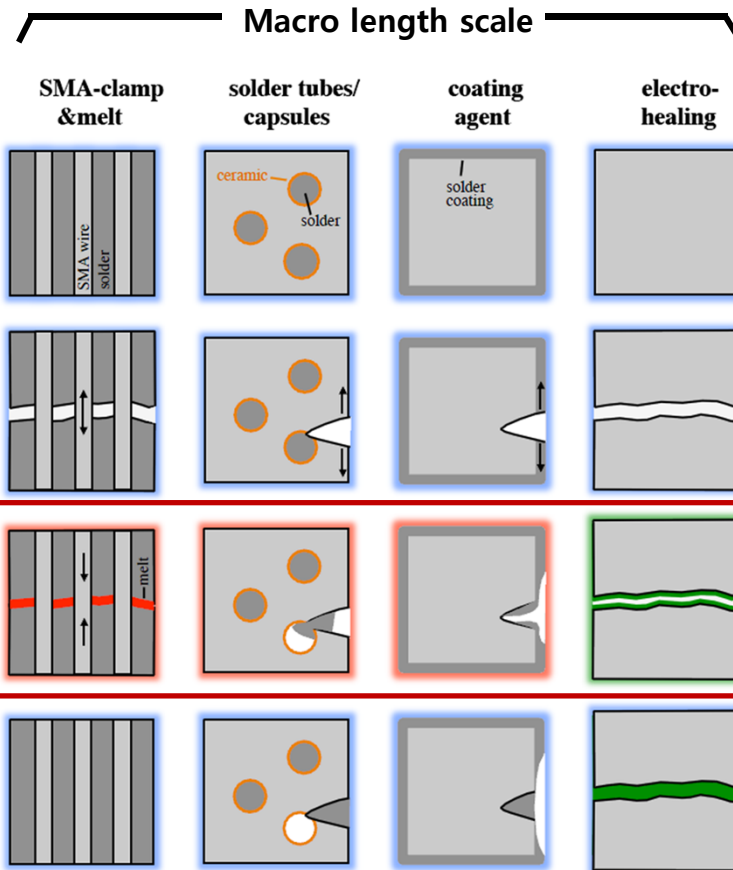 Macro length scale
SMA-clamp
&melt
solder tubes/
capsules
coating
agent
electro-
healing
SMA wire
solder
ceramic
solder
solder
coating
melt